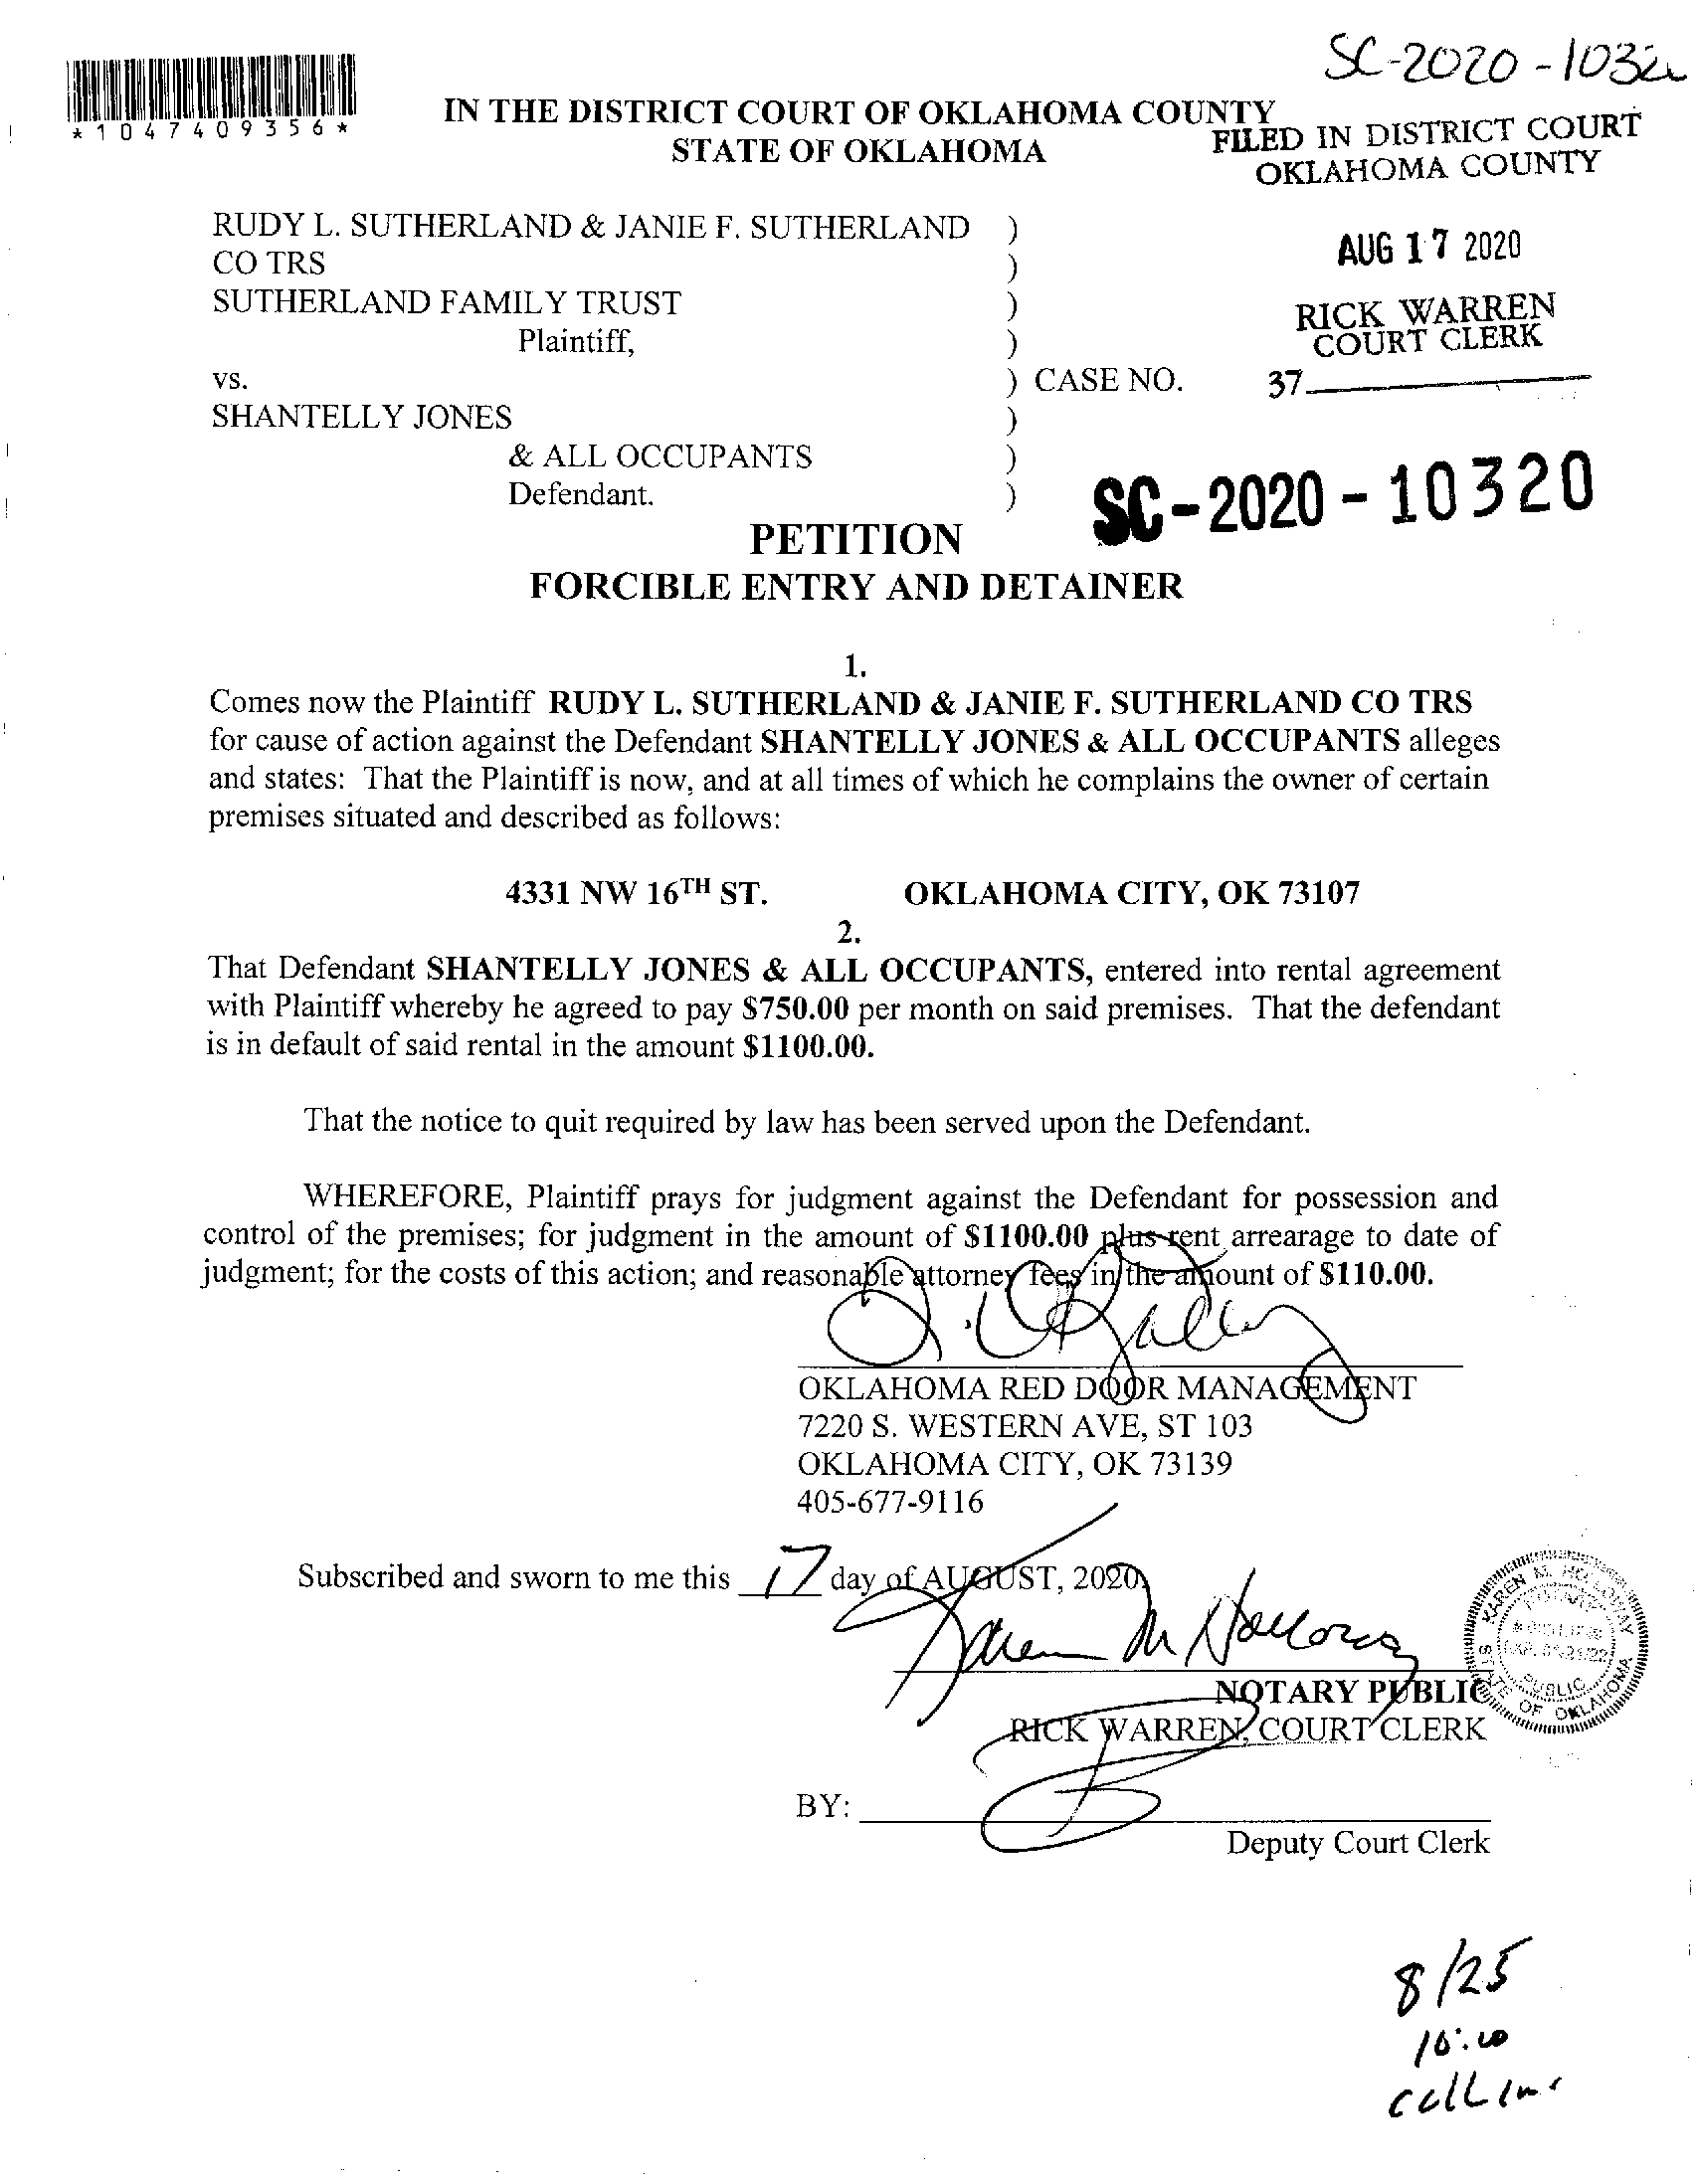 SC-2020-1032
*1047409356*
IN THE DISTRICT COURT OF OKLAHOMA COUNTY
STATE OF OKLAHOMA
FILED IN DISTRICT COURT
OKLAHOMA COUNTY
AUG 17 2020
RICK WARREN
COURT CLERK
37
RUDY L. SUTHERLAND & JANIE F. SUTHERLAND )
CO TRS )
SUTHERLAND FAMILY TRUST )
Plaintiff, )
vs. ) CASE NO.
SHANTELLY JONES )
& ALL OCCUPANTS )
Defendant. )
SC-2020-10320
PETITION
FORCIBLE ENTRY AND DETAINER
1.
Comes now the Plaintiff RUDY L. SUTHERLAND & JANIE F. SUTHERLAND CO TRS
for cause of action against the Defendant SHANTELLY JONES & ALL OCCUPANTS alleges
and states: That the Plaintiff is now, and at all times of which he complains the owner of certain
premises situated and described as follows:
4331 NW 16TH ST. OKLAHOMA CITY, OK 73107
2.
That Defendant SHANTELLY JONES & ALL OCCUPANTS, entered into rental agreement
with Plaintiff whereby he agreed to pay $750.00 per month on said premises. That the defendant
is in default of said rental in the amount $1100.00.
That the notice to quit required by law has been served upon the Defendant.
WHEREFORE, Plaintiff prays for judgment against the Defendant for possession and
control of the premises; for judgment in the amount of $1100.00 plus rent arrearage to date of
judgment; for the costs of this action; and reasonable attorney fees in the amount of $110.00.
OKLAHOMA RED DOOR MANAGEMENT
7220 S. WESTERN AVE, ST 103
OKLAHOMA CITY, OK 73139
405-677-9116
Subscribed and sworn to me this 17 day of AUGUST, 2020.
Karen M Holloway
NOTARY PUBLIC
KAREN M. HOLLOWAY
NOTARY
PUBLIC
STATE OF OKLAHOMA
RICK WARREN, COURT CLERK
BY:
Deputy Court Clerk
8/25
10:00